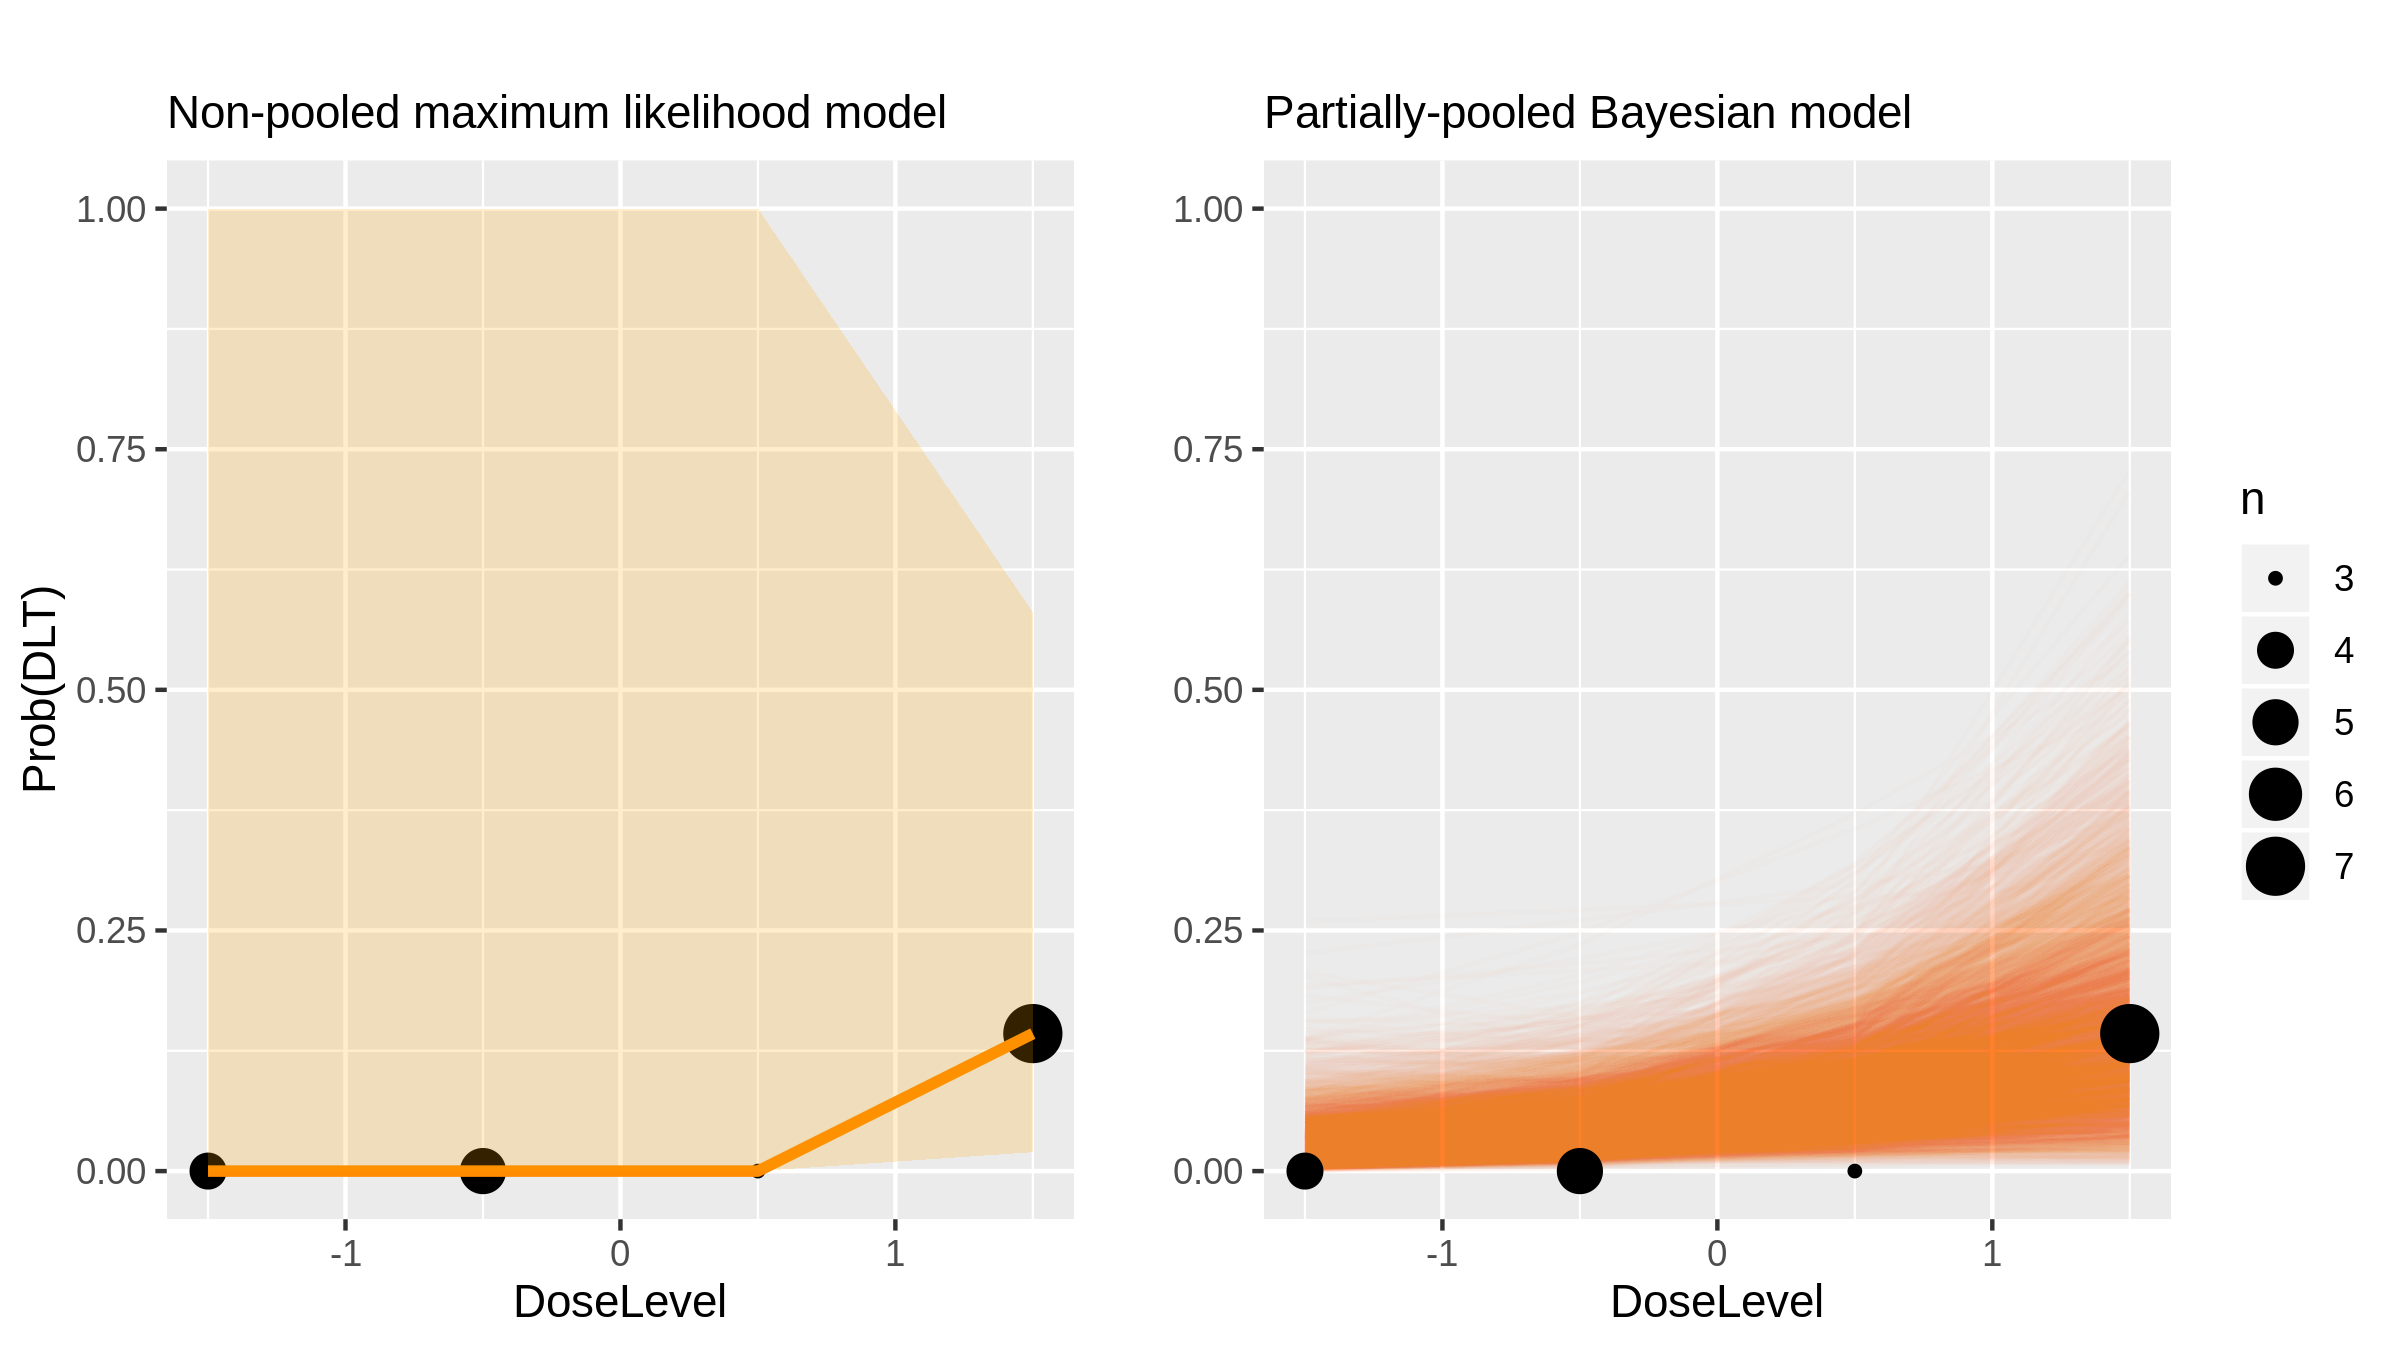 Non-pooled maximum likelihood model
Prob(DLT)
1.00
0.75
0.50
0.25
0.00
-1 0 1
DoseLevel
Partially-pooled Bayesian model
1.00
0.75
0.50
0.25
0.00
-1 0 1
DoseLevel
n
3
4
5
6
7